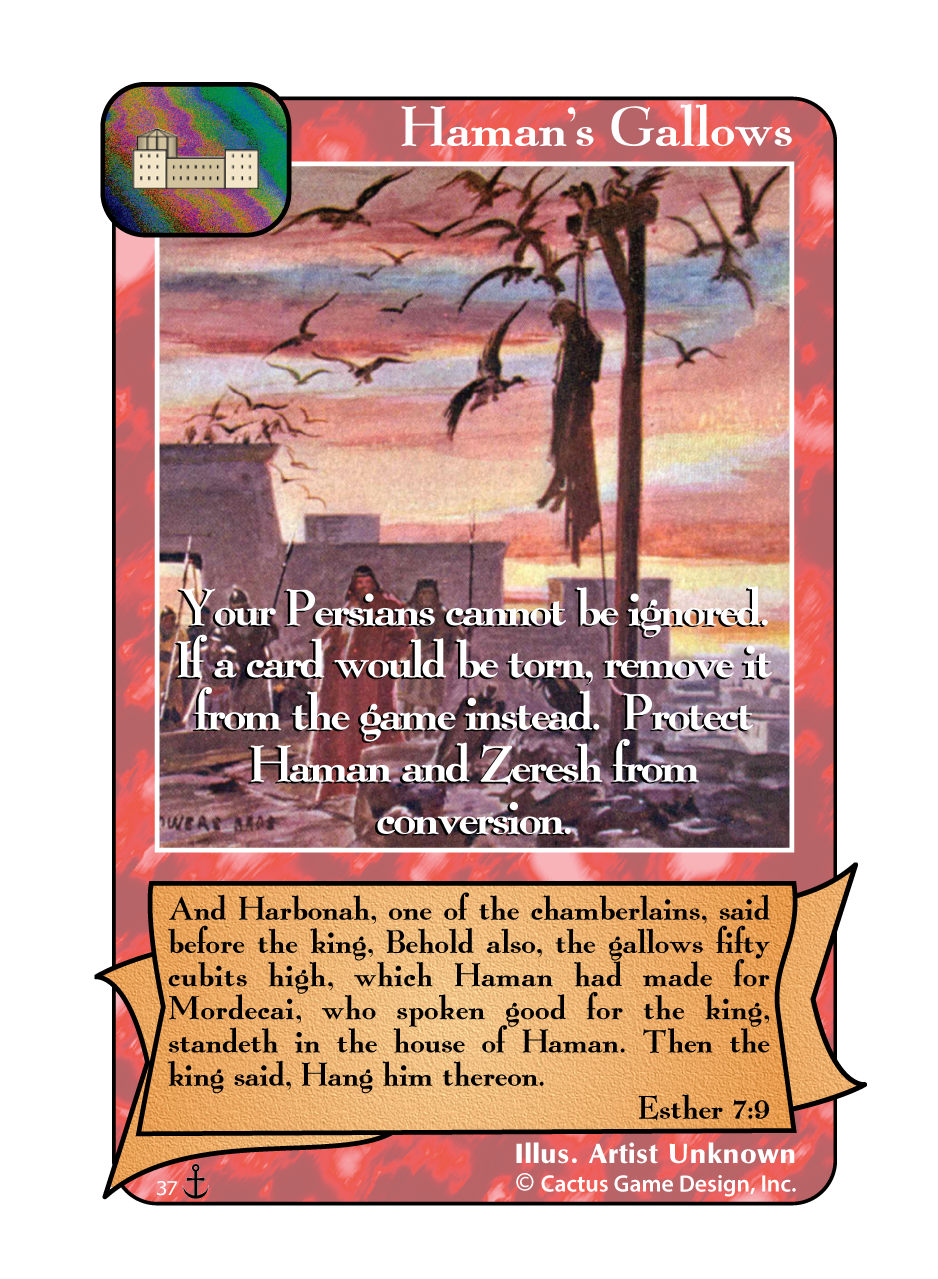 Haman's Gallows
Your Persians cannot be ignored.
If a card would be torn, remove it
from the game instead. Protect
Haman and Zeresh from
conversion.
And Harbonah, one of the chamberlains, said
before the king, Behold also, the gallows fifty
cubits high, which Haman had made for
Mordecai, who spoken good for the king,
standeth in the house of Haman. Then the
king said, Hang him thereon.
Esther 7:9
Illus. Artist Unknown
37
© Cactus Game Design, Inc.